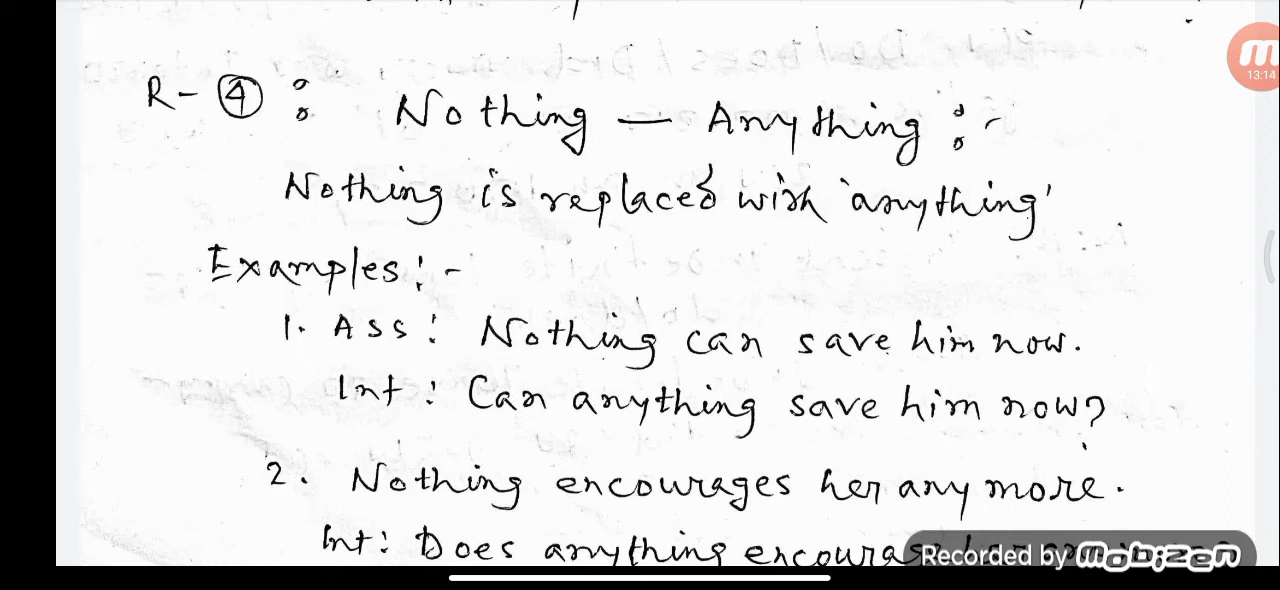 13:14
R- ④ :
Nothing — Anything :-
Nothing is replaced with 'anything'
Examples:-
1. Ass: Nothing can save him now.
Int: Can anything save him now?
2. Nothing encourages her any more.
Int: Does anything encourage
Recorded by mobizen